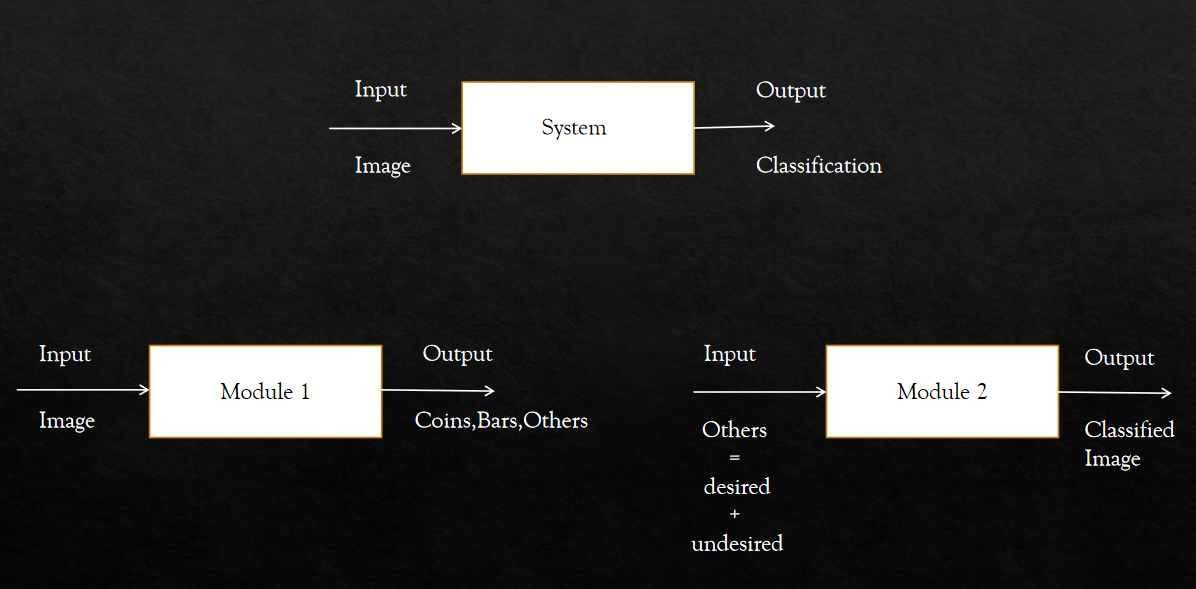 Input
System
Output
Image
Classification
Input
Module 1
Output
Image
Coins,Bars,Others
Input
Module 2
Output
Others
=
desired
+
undesired
Classified
Image